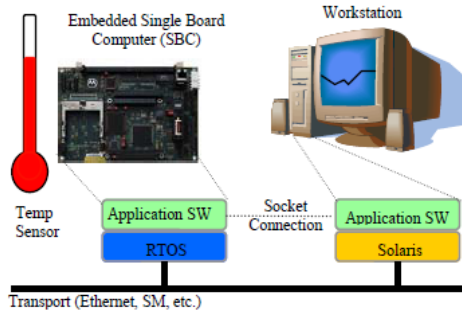 Embedded Single Board
Computer (SBC)
Workstation
Temp
Sensor
Application SW
RTOS
Socket
Connection
Application SW
Solaris
Transport (Ethernet, SM, etc.)